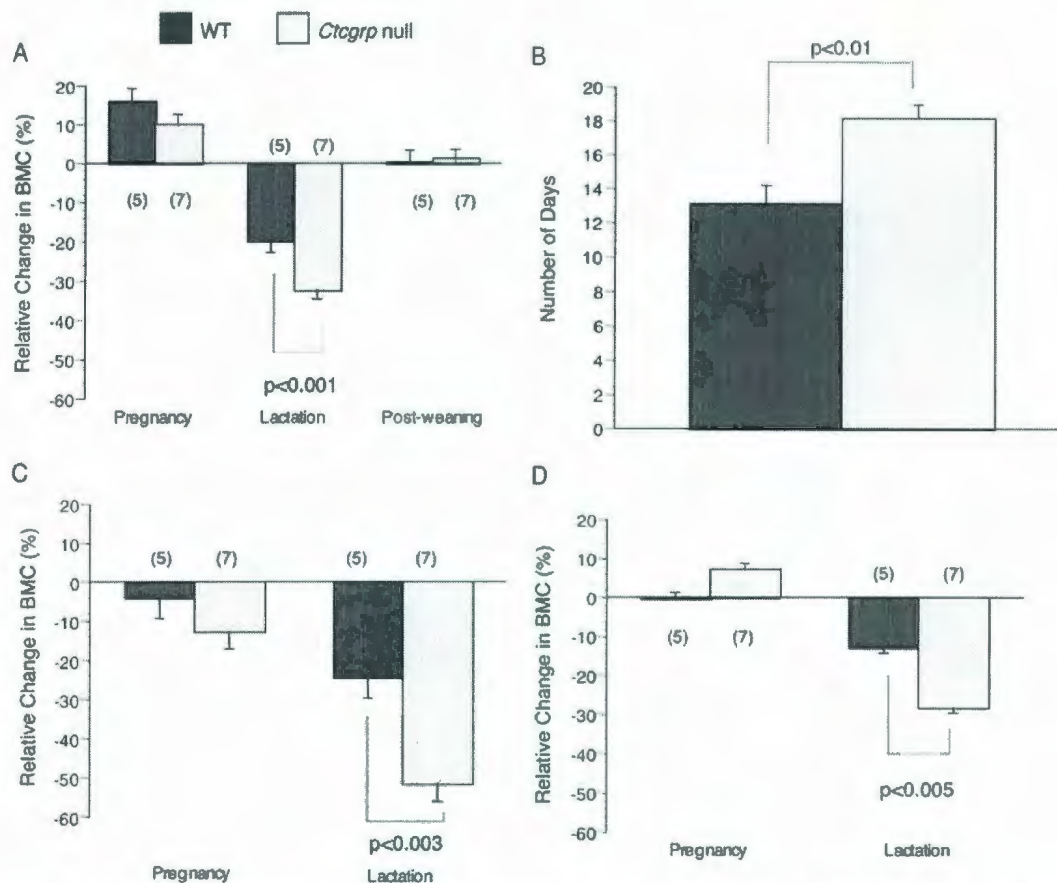 WT
Ctcgrp null
A
Relative Change in BMC (%)
20
10
0
-10
-20
-30
-40
-50
-60
(5)
(7)
(5)
(7)
(5)
(7)
p<0.001
Pregnancy
Lactation
Post-weaning
B
p<0.01
Number of Days
20
18
16
14
12
10
8
6
4
2
0
C
Relative Change in BMC (%)
20
10
0
-10
-20
-30
-40
-50
-60
(5)
(7)
(5)
(7)
p<0.003
Pregnancy
Lactation
D
Relative Change in BMC (%)
20
10
0
-10
-20
-30
-40
-50
-60
(5)
(7)
(5)
(7)
p<0.005
Pregnancy
Lactation